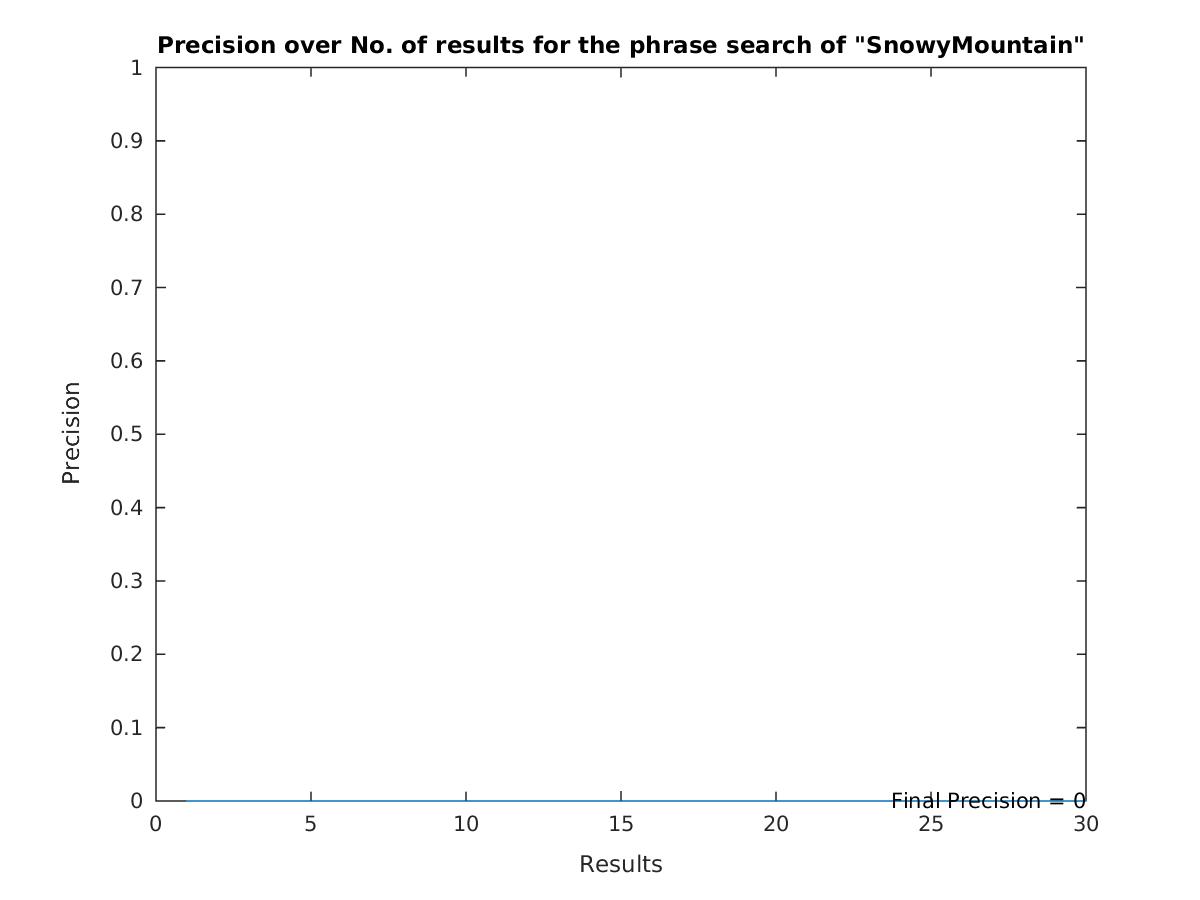 Precision over No. of results for the phrase search of "SnowyMountain"
1
0.9
0.8
0.7
0.6
0.5
0.4
0.3
0.2
0.1
0
Precision
Final Precision = 0
0 5 10 15 20 25 30
Results